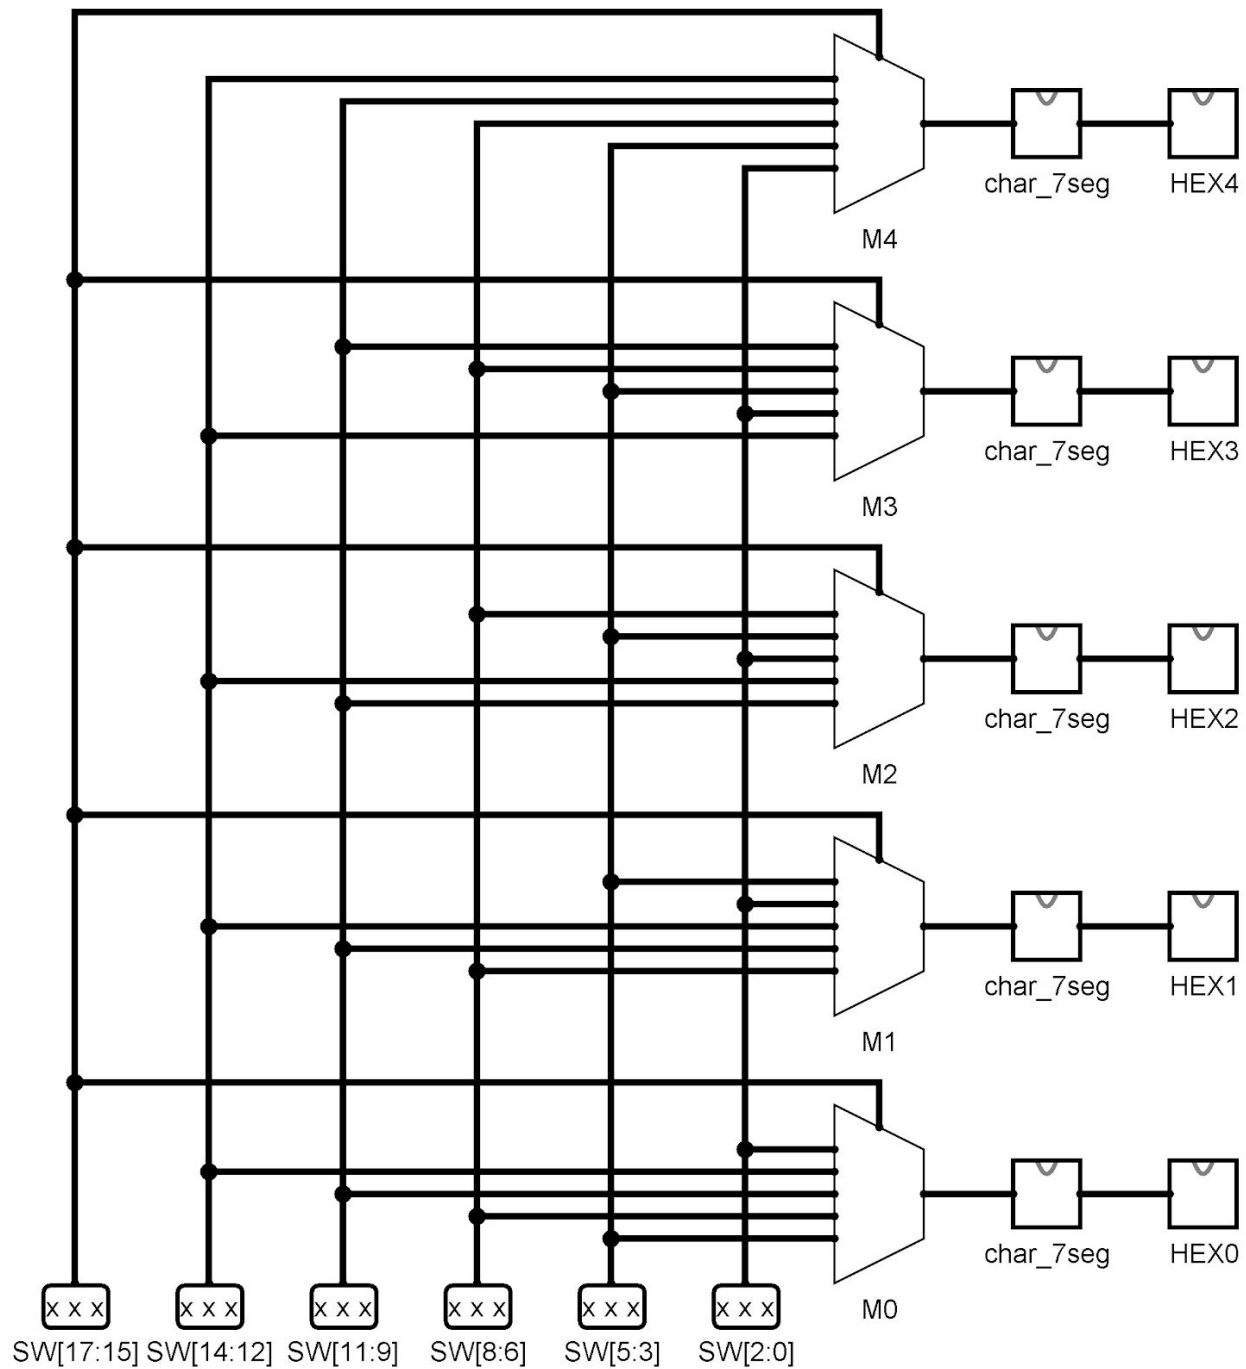 char_7seg HEX4
M4
char_7seg HEX3
M3
char_7seg HEX2
M2
char_7seg HEX1
M1
char_7seg HEX0
x x x x x x x x x x x x x x x x x x M0
SW[17:15] SW[14:12] SW[11:9] SW[8:6] SW[5:3] SW[2:0]